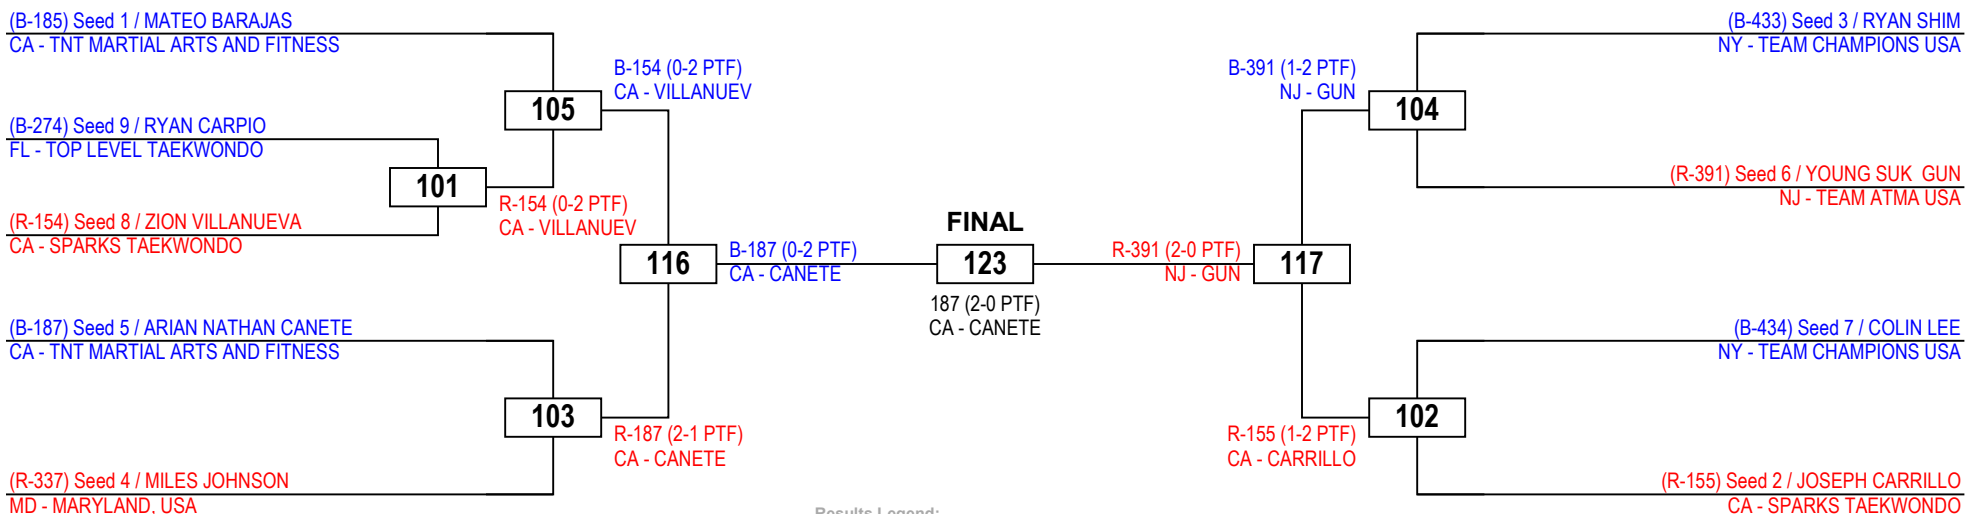 (B-185) Seed 1 / MATEO BARAJAS
CA - TNT MARTIAL ARTS AND FITNESS
B-154 (0-2 PTF)
CA - VILLANUEV
105
(B-274) Seed 9 / RYAN CARPIO
FL - TOP LEVEL TAEKWONDO
101
R-154 (0-2 PTF)
CA - VILLANUEV
(R-154) Seed 8 / ZION VILLANUEVA
CA - SPARKS TAEKWONDO
116
B-187 (0-2 PTF)
CA - CANETE
(B-187) Seed 5 / ARIAN NATHAN CANETE
CA - TNT MARTIAL ARTS AND FITNESS
103
R-187 (2-1 PTF)
CA - CANETE
(R-337) Seed 4 / MILES JOHNSON
MD - MARYLAND, USA
FINAL
123
187 (2-0 PTF)
CA - CANETE
Results Legend:
(B-433) Seed 3 / RYAN SHIM
NY - TEAM CHAMPIONS USA
B-391 (1-2 PTF)
NJ - GUN
104
(R-391) Seed 6 / YOUNG SUK  GUN
NJ - TEAM ATMA USA
R-391 (2-0 PTF)
NJ - GUN
117
(B-434) Seed 7 / COLIN LEE
NY - TEAM CHAMPIONS USA
102
R-155 (1-2 PTF)
CA - CARRILLO
(R-155) Seed 2 / JOSEPH CARRILLO
CA - SPARKS TAEKWONDO